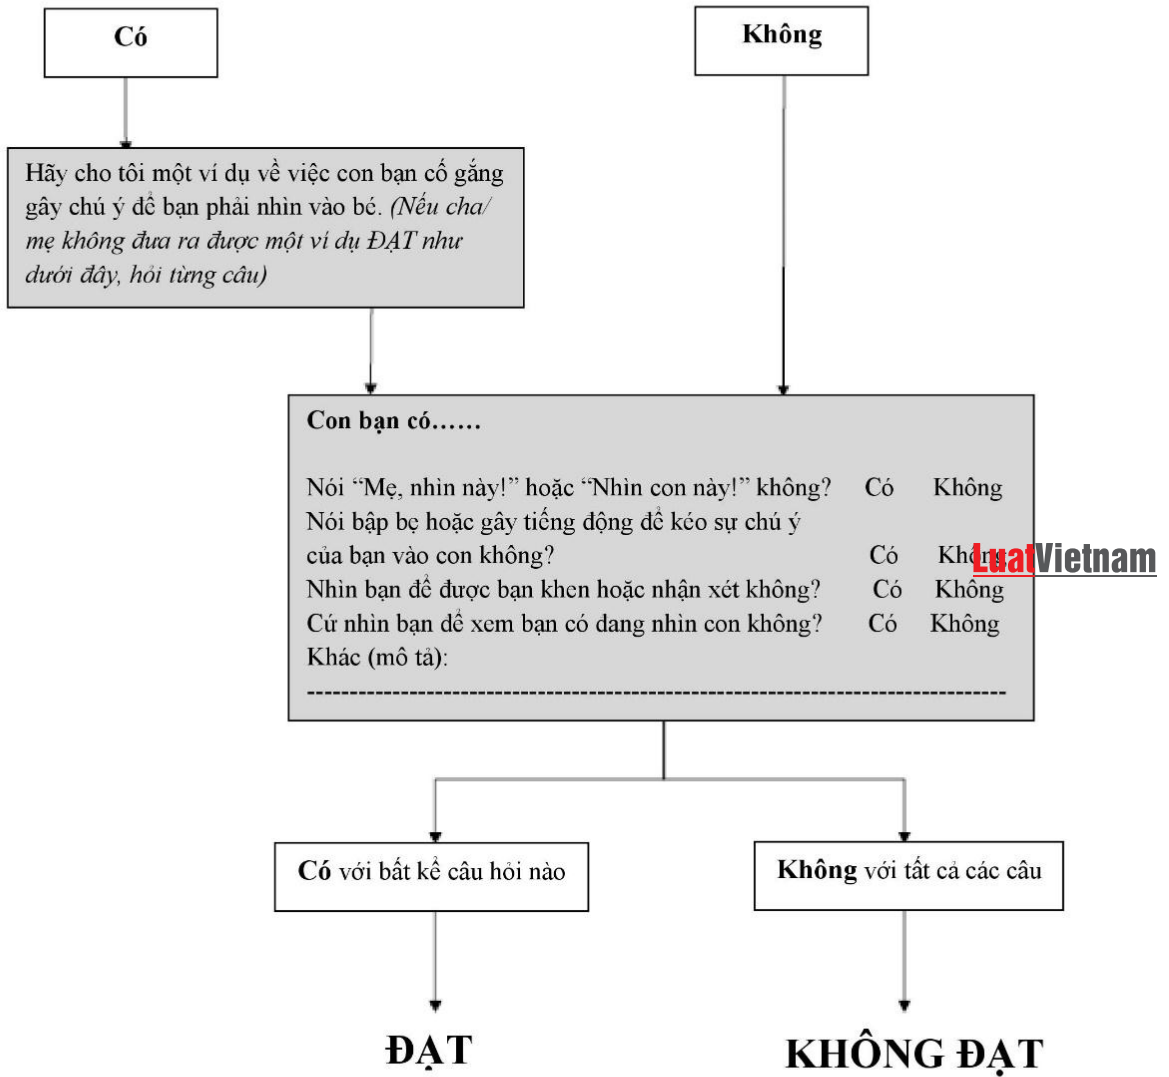 Có
Không
Hãy cho tôi một ví dụ về việc con bạn cố gắng
gây chú ý để bạn phải nhìn vào bé. (Nếu cha/
mẹ không đưa ra được một ví dụ ĐẠT như
dưới đây, hỏi từng câu)
Con bạn có……
Nói “Mẹ, nhìn này!” hoặc “Nhìn con này!” không? Có Không
Nói bập bẹ hoặc gây tiếng động để kéo sự chú ý
của bạn vào con không? Có Không
LuatVietnam
Nhìn bạn để được bạn khen hoặc nhận xét không? Có Không
Cứ nhìn bạn để xem bạn có đang nhìn con không? Có Không
Khác (mô tả):
Có với bất kể câu hỏi nào
Không với tất cả các câu
ĐẠT
KHÔNG ĐẠT